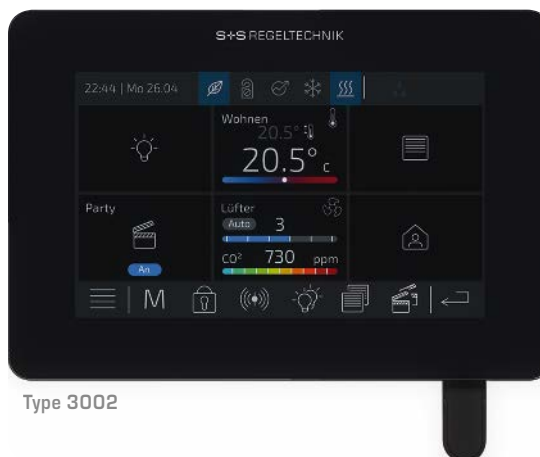 S+S REGELTECHNIK
22:44 | Mo 26.04
Wohnen
20.5°
20.5° c
Party
An
Lüfter
Auto 3
CO² 730 ppm
M
Type 3002